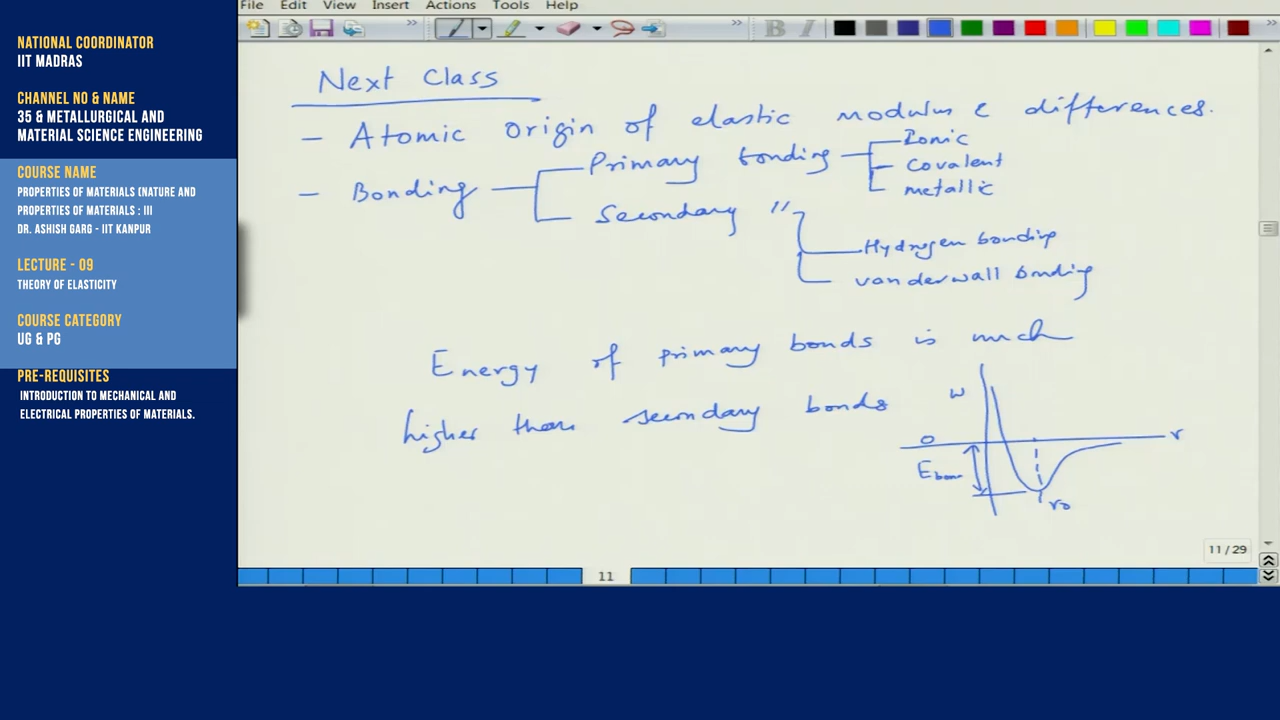 NATIONAL COORDINATOR
IIT MADRAS
CHANNEL NO & NAME
35 & METALLURGICAL AND
MATERIAL SCIENCE ENGINEERING
COURSE NAME
PROPERTIES OF MATERIALS (NATURE AND
PROPERTIES OF MATERIALS : III
DR. ASHISH GARG - IIT KANPUR
LECTURE - 09
THEORY OF ELASTICITY
COURSE CATEGORY
UG & PG
PRE-REQUISITES
INTRODUCTION TO MECHANICAL AND
ELECTRICAL PROPERTIES OF MATERIALS.
File Edit View Insert Actions Tools Help
B I
Next Class
- Atomic origin of elastic modulus & differences.
- Bonding
Primary bonding
Ionic
Covalent
metallic
Secondary "
Hydrogen bonding
vanderwall bonding
Energy of primary bonds is much
higher than secondary bonds
w
0
r
r0
11 / 29
11